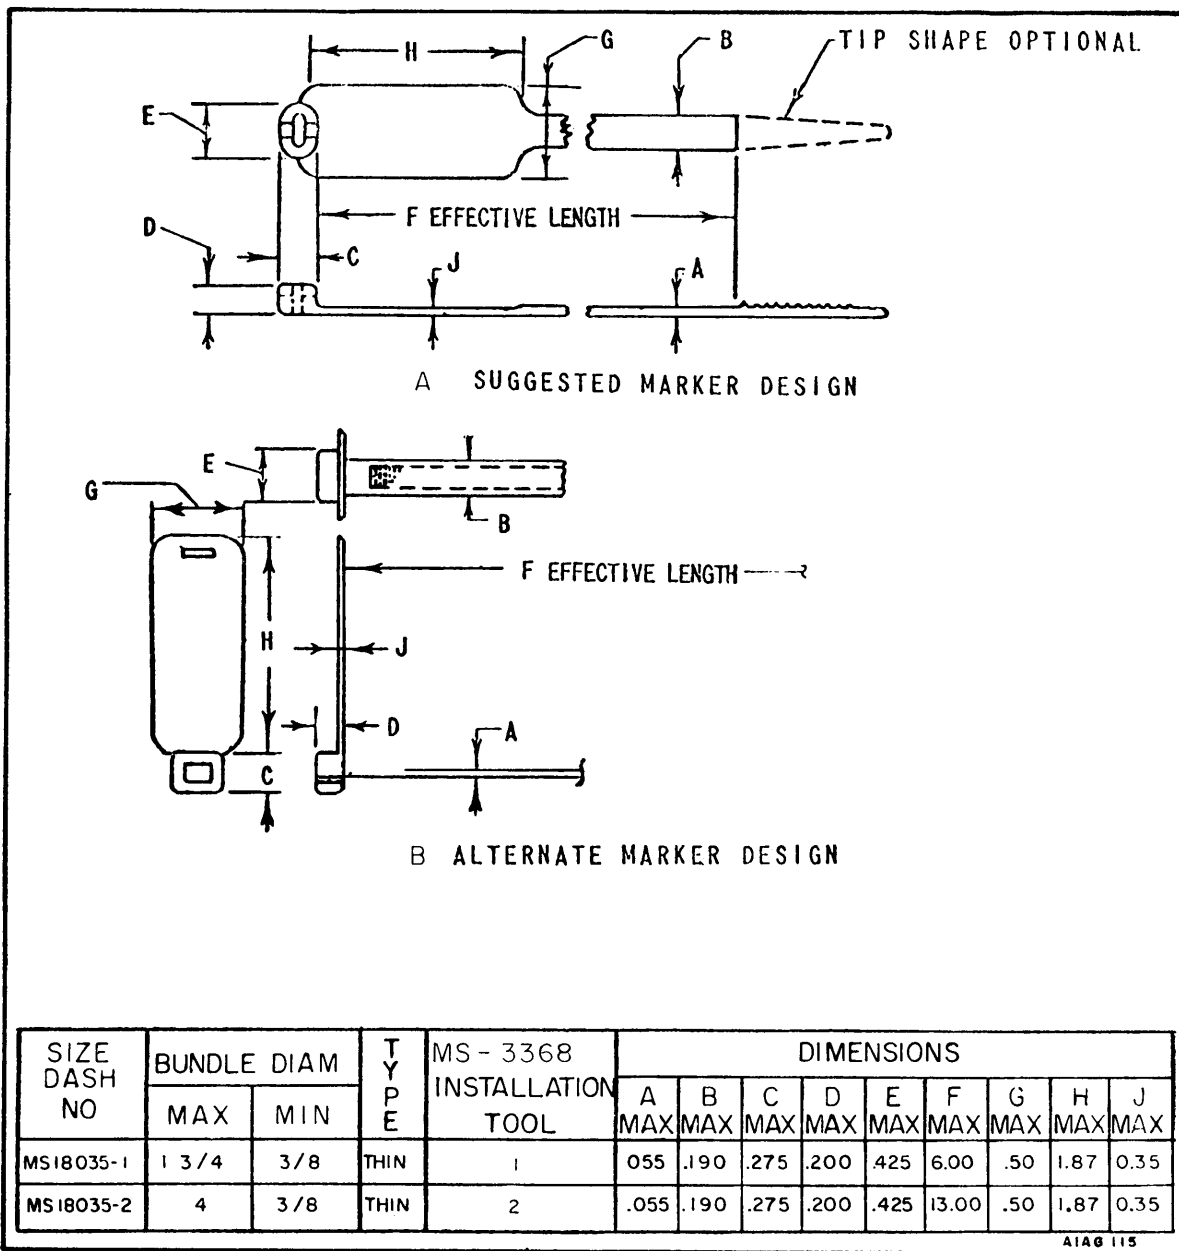 H
G
B
TIP SHAPE OPTIONAL
E
F EFFECTIVE LENGTH
D
C
J
A
A SUGGESTED MARKER DESIGN
E
G
B
F EFFECTIVE LENGTH
H
J
D
A
C
B ALTERNATE MARKER DESIGN
SIZE DASH NO BUNDLE DIAM TYPE MS-3368 INSTALLATION TOOL DIMENSIONS
MAX MIN A MAX B MAX C MAX D MAX E MAX F MAX G MAX H MAX J MAX
MS18035-1 1 3/4 3/8 THIN 1 055 .190 .275 .200 .425 6.00 .50 1.87 0.35
MS18035-2 4 3/8 THIN 2 .055 .190 .275 .200 .425 13.00 .50 1.87 0.35
A1AG 115